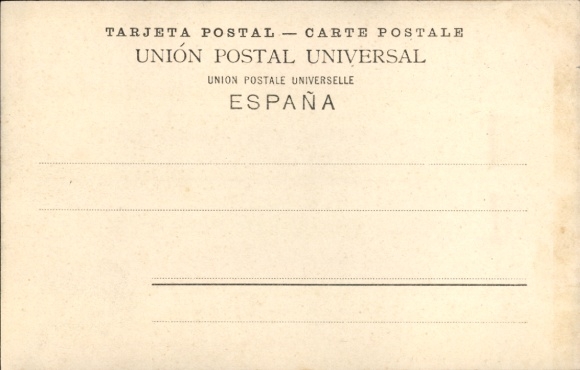 TARJETA POSTAL — CARTE POSTALE
UNIÓN POSTAL UNIVERSAL
UNION POSTALE UNIVERSELLE
ESPAÑA